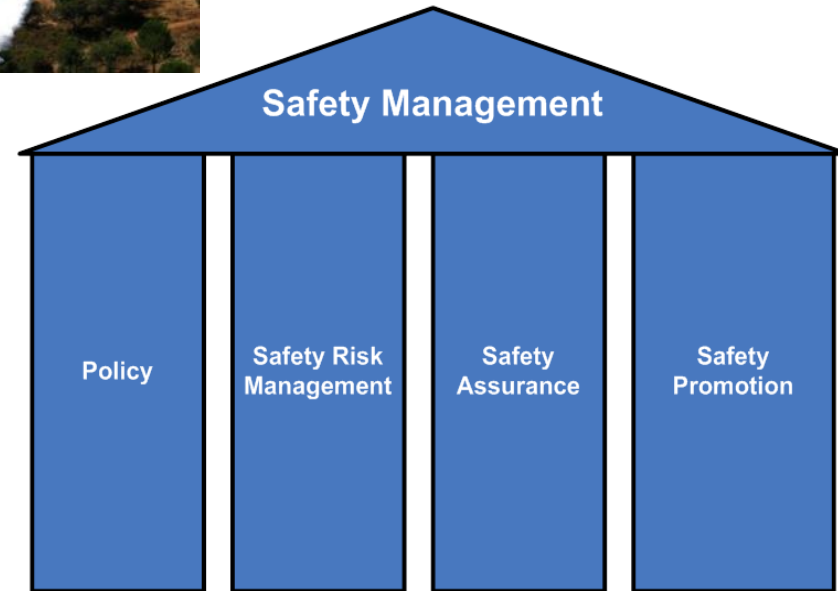 Safety Management
Policy
Safety Risk
Management
Safety
Assurance
Safety
Promotion